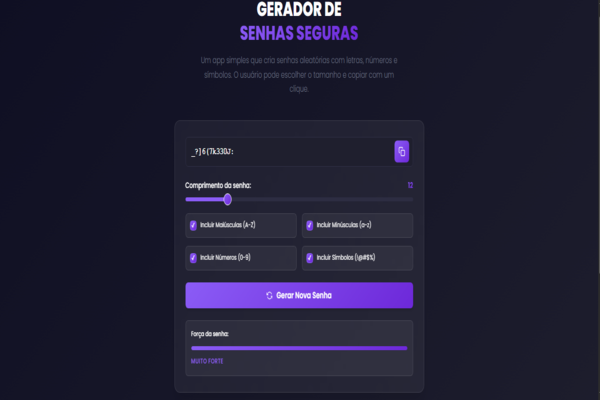 GERADOR DE
SENHAS SEGURAS
Um app simples que cria senhas aleatórias com letras, números e
símbolos. O usuário pode escolher o tamanho e copiar com um
clique.
_?]6(7k33OJ:
Comprimento da senha:
12
Incluir Maiúsculas (A-Z)
Incluir Minúsculas (a-z)
Incluir Números (0-9)
Incluir Símbolos (!@#$%)
Gerar Nova Senha
Força da senha:
MUITO FORTE